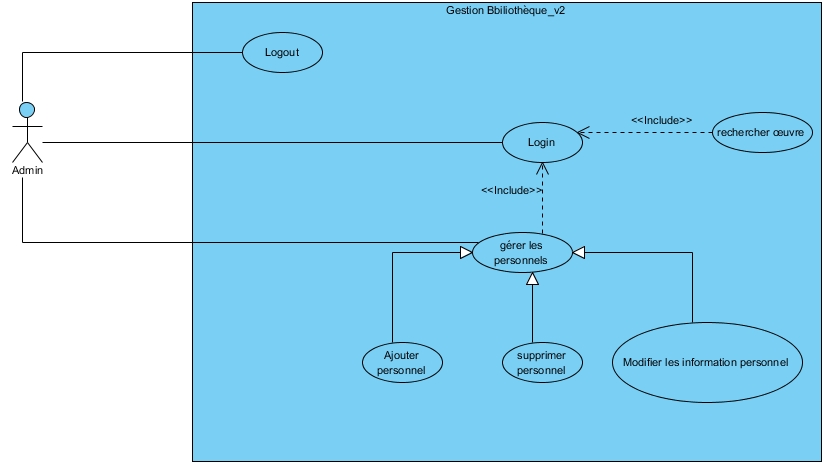 Gestion Bbiliothèque_v2
Logout
Admin
Login
<<Include>>
rechercher œuvre
<<Include>>
gérer les
personnels
Ajouter
personnel
supprimer
personnel
Modifier les information personnel